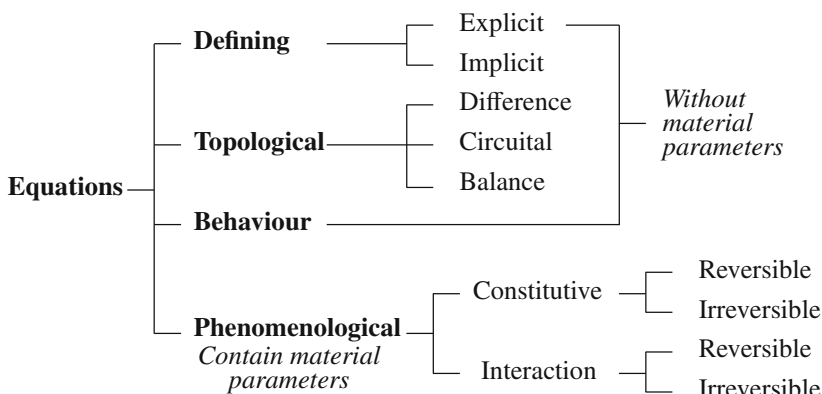 Explicit
Defining
Implicit
Difference
Without
material
parameters
Topological
Circuital
Balance
Equations
Behaviour
Reversible
Constitutive
Irreversible
Phenomenological
Contain material
parameters
Reversible
Interaction
Irreversible